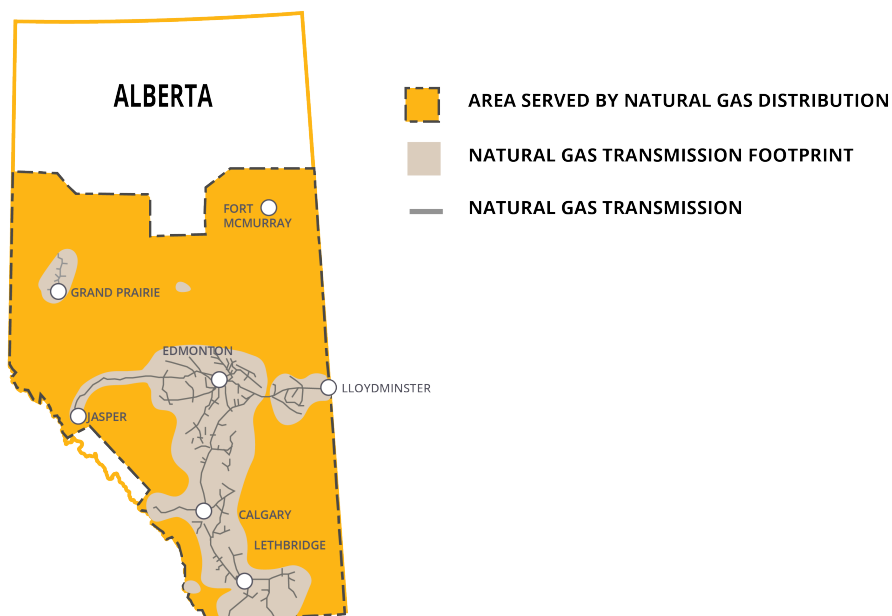 ALBERTA
AREA SERVED BY NATURAL GAS DISTRIBUTION
NATURAL GAS TRANSMISSION FOOTPRINT
NATURAL GAS TRANSMISSION
FORT
MCMURRAY
GRAND PRAIRIE
EDMONTON
LLOYDMINSTER
JASPER
CALGARY
LETHBRIDGE